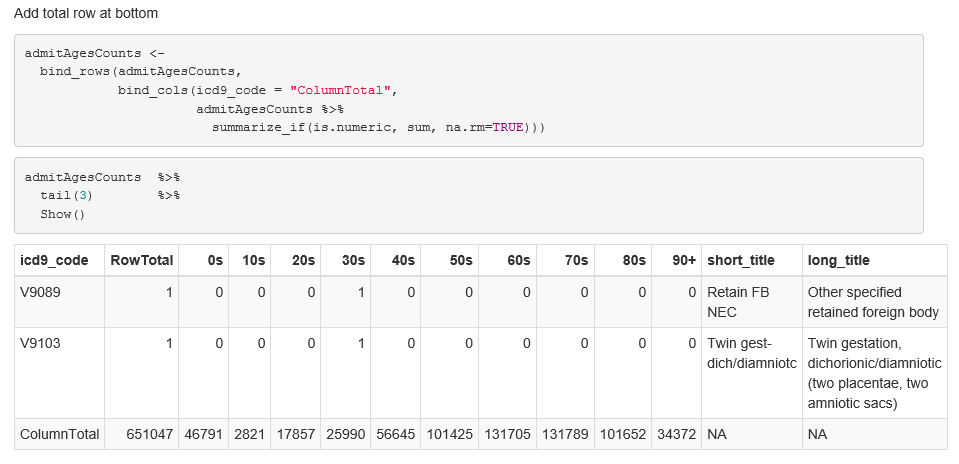 Add total row at bottom
admitAgesCounts <-
  bind_rows(admitAgesCounts,
            bind_cols(icd9_code = "ColumnTotal",
                      admitAgesCounts %>%
                        summarize_if(is.numeric, sum, na.rm=TRUE)))
admitAgesCounts  %>%
  tail(3)        %>%
  Show()
icd9_code RowTotal 0s 10s 20s 30s 40s 50s 60s 70s 80s 90+ short_title long_title
V9089 1 0 0 0 1 0 0 0 0 0 0 Retain FB Other specified
NEC retained foreign body
V9103 1 0 0 0 1 0 0 0 0 0 0 Twin gest- Twin gestation,
dich/diamniotc dichorionic/diamniotic
(two placentae, two
amniotic sacs)
ColumnTotal 651047 46791 2821 17857 25990 56645 101425 131705 131789 101652 34372 NA NA